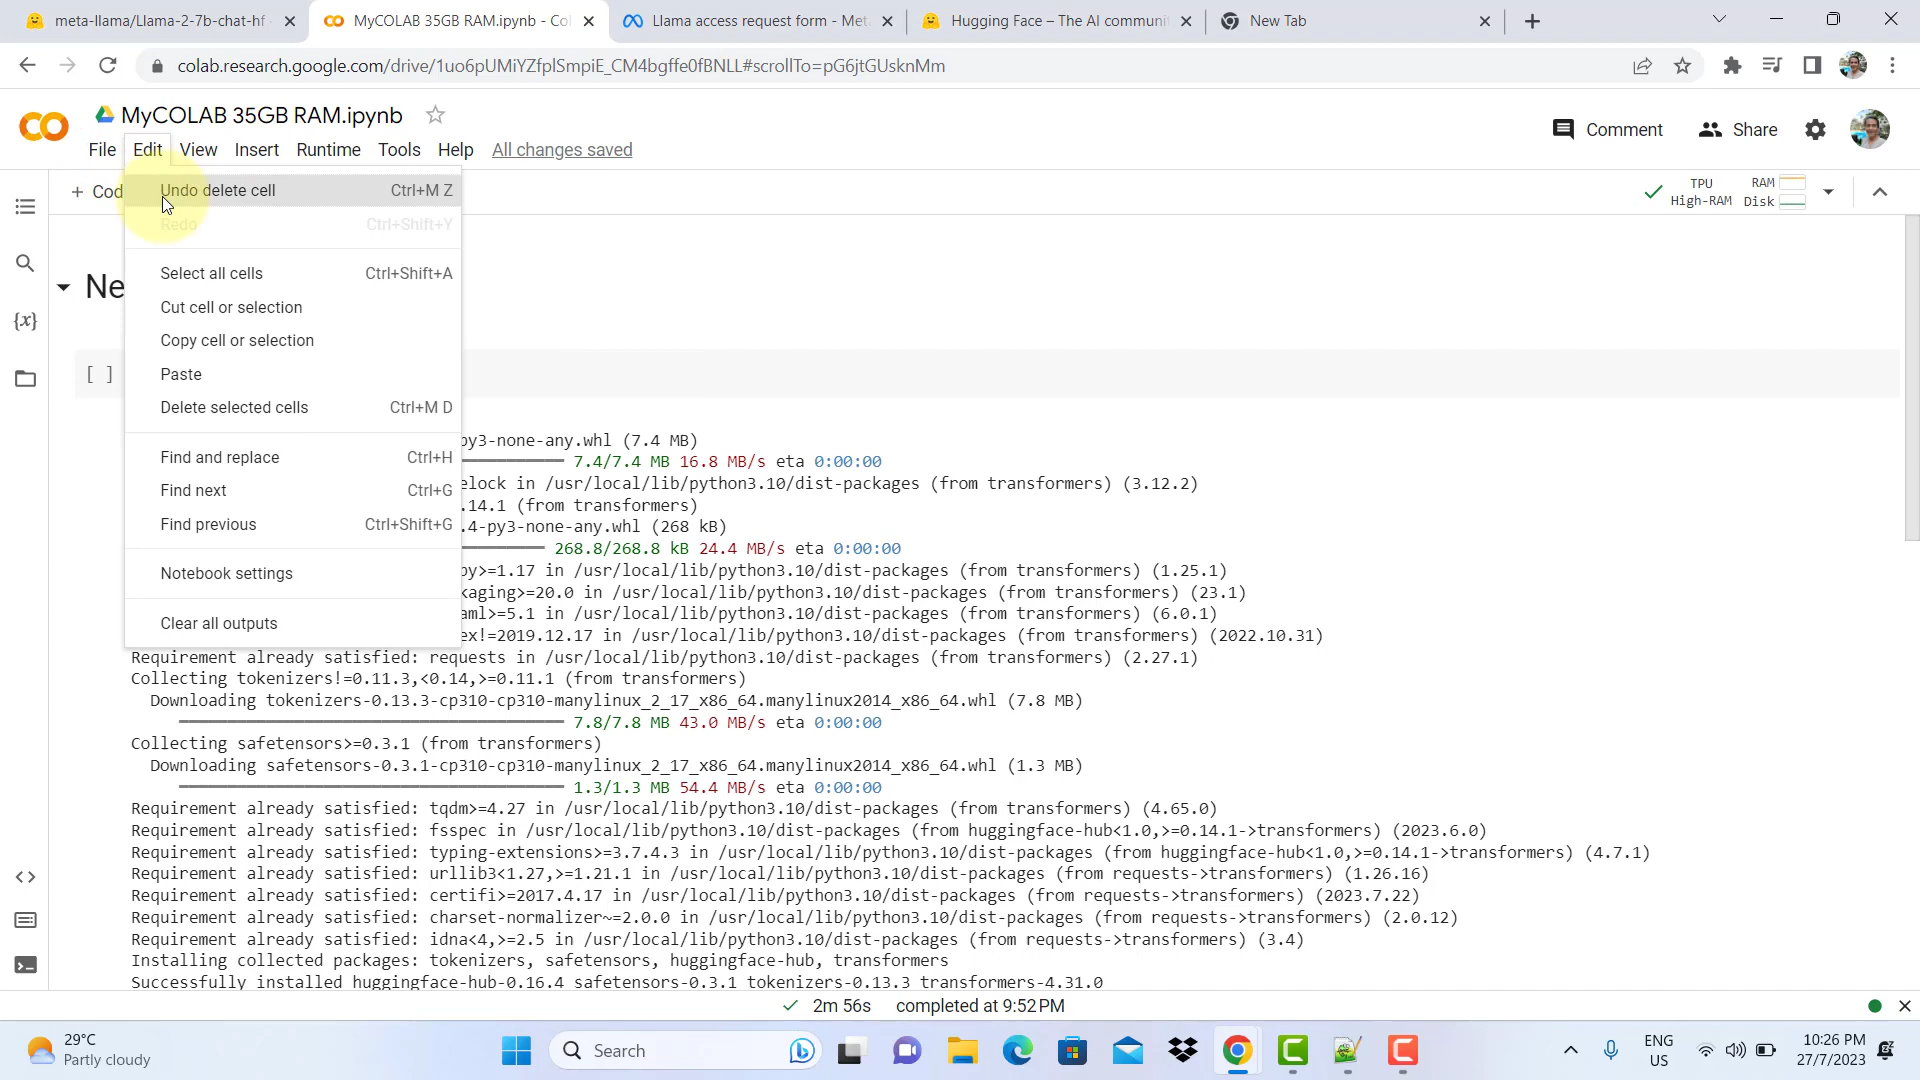 meta-llama/Llama-2-7b-chat-hf
MyCOLAB 35GB RAM.ipynb - Col
Llama access request form - Met
Hugging Face – The AI communi
New Tab
colab.research.google.com/drive/1uo6pUMiYZfplSmpiE_CM4bgffe0fBNLL#scrollTo=pG6jtGUsknMm
MyCOLAB 35GB RAM.ipynb
Comment
Share
File Edit View Insert Runtime Tools Help All changes saved
+ Cod
Undo delete cell Ctrl+M Z
TPU
High-RAM
RAM
Disk
Redo Ctrl+Shift+Y
Select all cells Ctrl+Shift+A
Ne
Cut cell or selection
{x}
Copy cell or selection
[ ]
Paste
Delete selected cells Ctrl+M D
py3-none-any.whl (7.4 MB)
Find and replace Ctrl+H
7.4/7.4 MB 16.8 MB/s eta 0:00:00
elock in /usr/local/lib/python3.10/dist-packages (from transformers) (3.12.2)
Find next Ctrl+G
.14.1 (from transformers)
Find previous Ctrl+Shift+G
.4-py3-none-any.whl (268 kB)
268.8/268.8 kB 24.4 MB/s eta 0:00:00
Notebook settings
py>=1.17 in /usr/local/lib/python3.10/dist-packages (from transformers) (1.25.1)
kaging>=20.0 in /usr/local/lib/python3.10/dist-packages (from transformers) (23.1)
aml>=5.1 in /usr/local/lib/python3.10/dist-packages (from transformers) (6.0.1)
Clear all outputs
ex!=2019.12.17 in /usr/local/lib/python3.10/dist-packages (from transformers) (2022.10.31)
Requirement already satisfied: requests in /usr/local/lib/python3.10/dist-packages (from transformers) (2.27.1)
Collecting tokenizers!=0.11.3,<0.14,>=0.11.1 (from transformers)
Downloading tokenizers-0.13.3-cp310-cp310-manylinux_2_17_x86_64.manylinux2014_x86_64.whl (7.8 MB)
7.8/7.8 MB 43.0 MB/s eta 0:00:00
Collecting safetensors>=0.3.1 (from transformers)
Downloading safetensors-0.3.1-cp310-cp310-manylinux_2_17_x86_64.manylinux2014_x86_64.whl (1.3 MB)
1.3/1.3 MB 54.4 MB/s eta 0:00:00
Requirement already satisfied: tqdm>=4.27 in /usr/local/lib/python3.10/dist-packages (from transformers) (4.65.0)
Requirement already satisfied: fsspec in /usr/local/lib/python3.10/dist-packages (from huggingface-hub<1.0,>=0.14.1->transformers) (2023.6.0)
Requirement already satisfied: typing-extensions>=3.7.4.3 in /usr/local/lib/python3.10/dist-packages (from huggingface-hub<1.0,>=0.14.1->transformers) (4.7.1)
Requirement already satisfied: urllib3<1.27,>=1.21.1 in /usr/local/lib/python3.10/dist-packages (from requests->transformers) (1.26.16)
Requirement already satisfied: certifi>=2017.4.17 in /usr/local/lib/python3.10/dist-packages (from requests->transformers) (2023.7.22)
Requirement already satisfied: charset-normalizer~=2.0.0 in /usr/local/lib/python3.10/dist-packages (from requests->transformers) (2.0.12)
Requirement already satisfied: idna<4,>=2.5 in /usr/local/lib/python3.10/dist-packages (from requests->transformers) (3.4)
Installing collected packages: tokenizers, safetensors, huggingface-hub, transformers
Successfully installed huggingface-hub-0.16.4 safetensors-0.3.1 tokenizers-0.13.3 transformers-4.31.0
2m 56s completed at 9:52 PM
29°C
Partly cloudy
Search
ENG
US
10:26 PM
27/7/2023